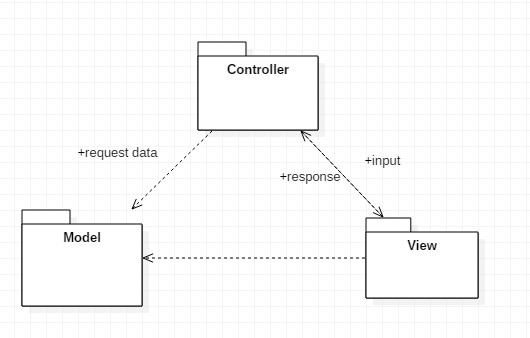 Controller
+request data
+input
+response
Model
View